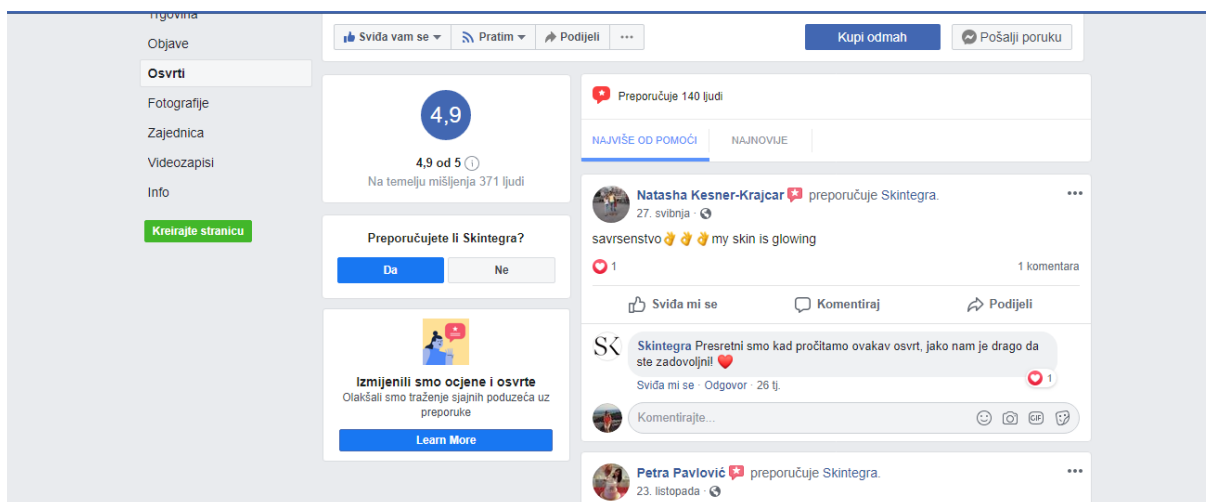 Trgovina
Objave
Osvrti
Fotografije
Zajednica
Videozapisi
Info
Kreirajte stranicu
Sviđa vam se
Pratim
Podijeli
Kupi odmah
Pošalji poruku
4,9
4,9 od 5
Na temelju mišljenja 371 ljudi
Preporučujete li Skintegra?
Da
Ne
Izmijenili smo ocjene i osvrte
Olakšali smo traženje sjajnih poduzeća uz
preporuke
Learn More
Preporučuje 140 ljudi
NAJVIŠE OD POMOĆI
NAJNOVIJE
Natasha Kesner-Krajcar preporučuje Skintegra.
27. svibnja
savrsenstvo👌👌👌my skin is glowing
1
1 komentara
Sviđa mi se
Komentiraj
Podijeli
SK
Skintegra Presretni smo kad pročitamo ovakav osvrt, jako nam je drago da
ste zadovoljni! ❤️
1
Sviđa mi se · Odgovor · 26 tj.
Komentirajte...
GIF
Petra Pavlović preporučuje Skintegra.
23. listopada